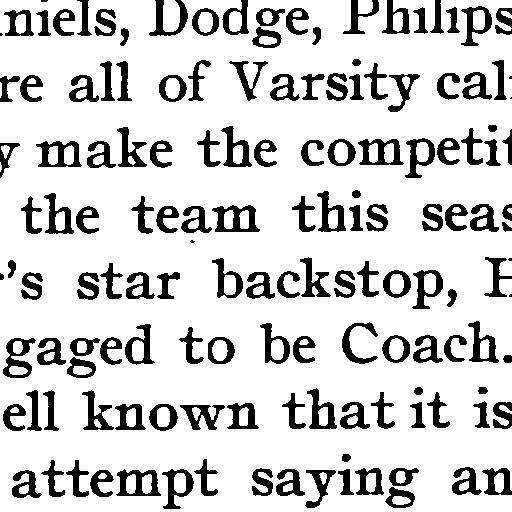 niels, Dodge, Philips
re all of Varsity cal
y make the competit
the team this seas
's star backstop, H
gaged to be Coach.
ell known that it is
attempt saying an